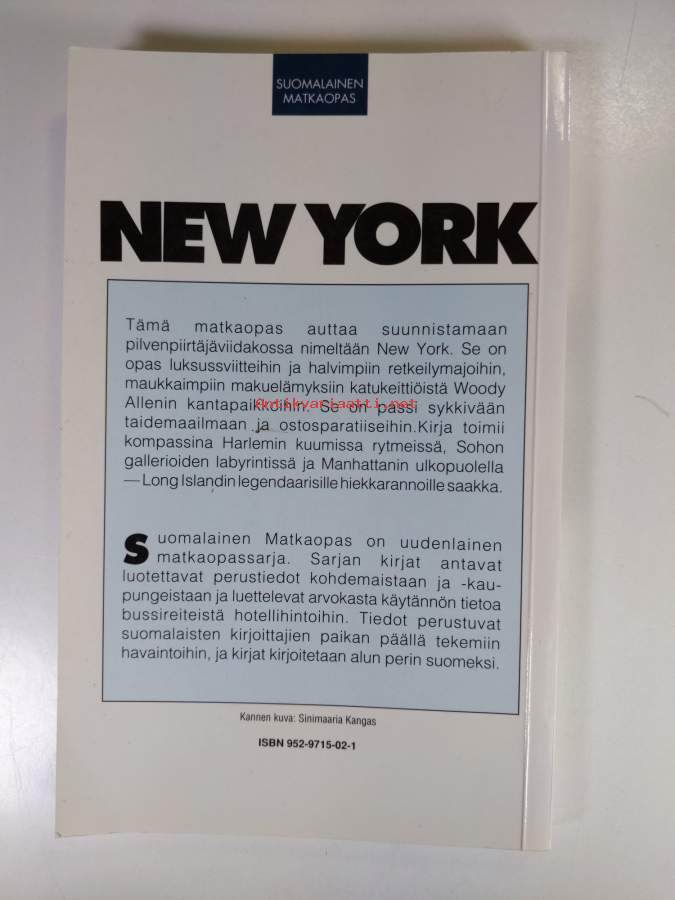 SUOMALAINEN
MATKAOPAS
NEW YORK
Tämä matkaopas auttaa suunnistamaan
pilvenpiirtäjäviidakossa nimeltään New York. Se on
opas luksussviitteihin ja halvimpiin retkeilymajoihin,
maukkaimpiin makuelämyksiin katukeittiöistä Woody
Allenin kantapaikkoihin. Se on passi sykkivään
Antikvariaatti.net
taidemaailmaan ja ostosparatiiseihin.Kirja toimii
kompassina Harlemin kuumissa rytmeissä, Sohon
gallerioiden labyrintissä ja Manhattanin ulkopuolella
— Long Islandin legendaarisille hiekkarannoille saakka.
Suomalainen Matkaopas on uudenlainen
matkaopassarja. Sarjan kirjat antavat
luotettavat perustiedot kohdemaistaan ja -kau-
pungeistaan ja luettelevat arvokasta käytännön tietoa
bussireiteistä hotellihintoihin. Tiedot perustuvat
suomalaisten kirjoittajien paikan päällä tekemiin
havaintoihin, ja kirjat kirjoitetaan alun perin suomeksi.
Kannen kuva: Sinimaaria Kangas
ISBN 952-9715-02-1